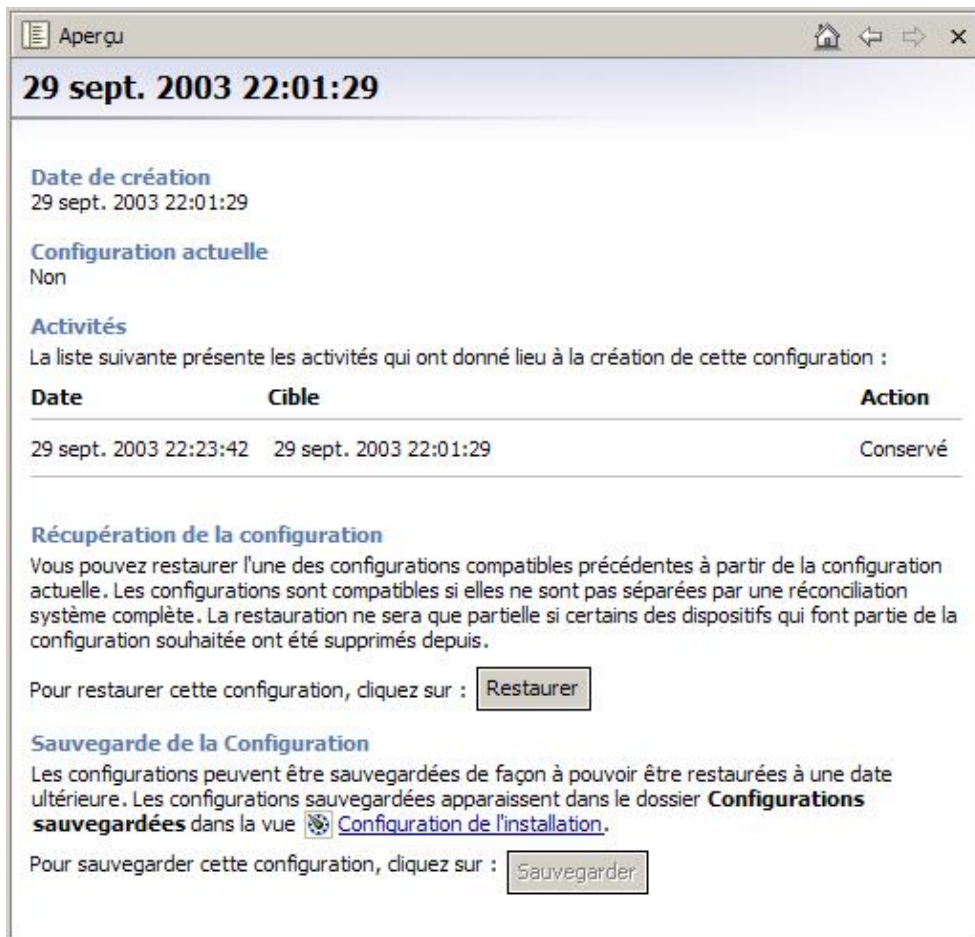 Aperçu
29 sept. 2003 22:01:29
Date de création
29 sept. 2003 22:01:29
Configuration actuelle
Non
Activités
La liste suivante présente les activités qui ont donné lieu à la création de cette configuration :
Date Cible Action
29 sept. 2003 22:23:42 29 sept. 2003 22:01:29 Conservé
Récupération de la configuration
Vous pouvez restaurer l'une des configurations compatibles précédentes à partir de la configuration
actuelle. Les configurations sont compatibles si elles ne sont pas séparées par une réconciliation
système complète. La restauration ne sera que partielle si certains des dispositifs qui font partie de la
configuration souhaitée ont été supprimés depuis.
Pour restaurer cette configuration, cliquez sur : Restaurer
Sauvegarde de la Configuration
Les configurations peuvent être sauvegardées de façon à pouvoir être restaurées à une date
ultérieure. Les configurations sauvegardées apparaissent dans le dossier Configurations
sauvegardées dans la vue Configuration de l'installation.
Pour sauvegarder cette configuration, cliquez sur : Sauvegarder